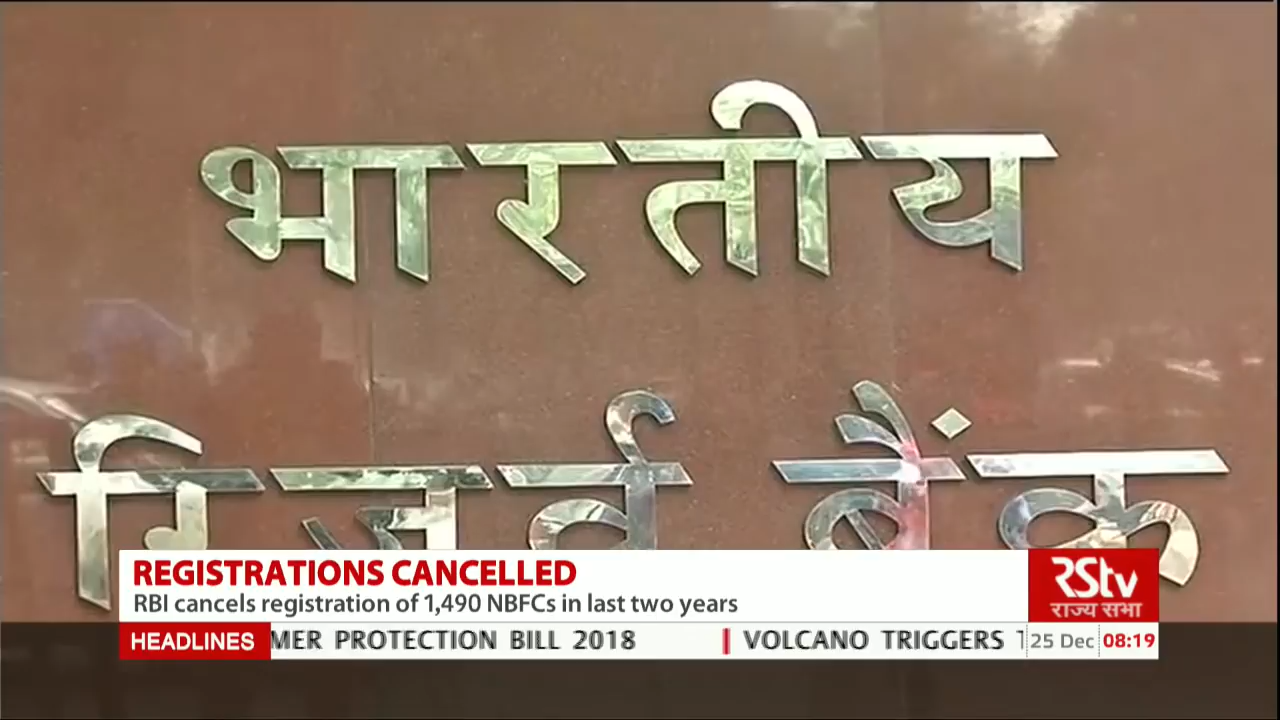 भारतीय
रिज़र्व बैंक
REGISTRATIONS CANCELLED
RBI cancels registration of 1,490 NBFCs in last two years
RStv
राज्य सभा
HEADLINES MER PROTECTION BILL 2018 | VOLCANO TRIGGERS 25 Dec 08:19